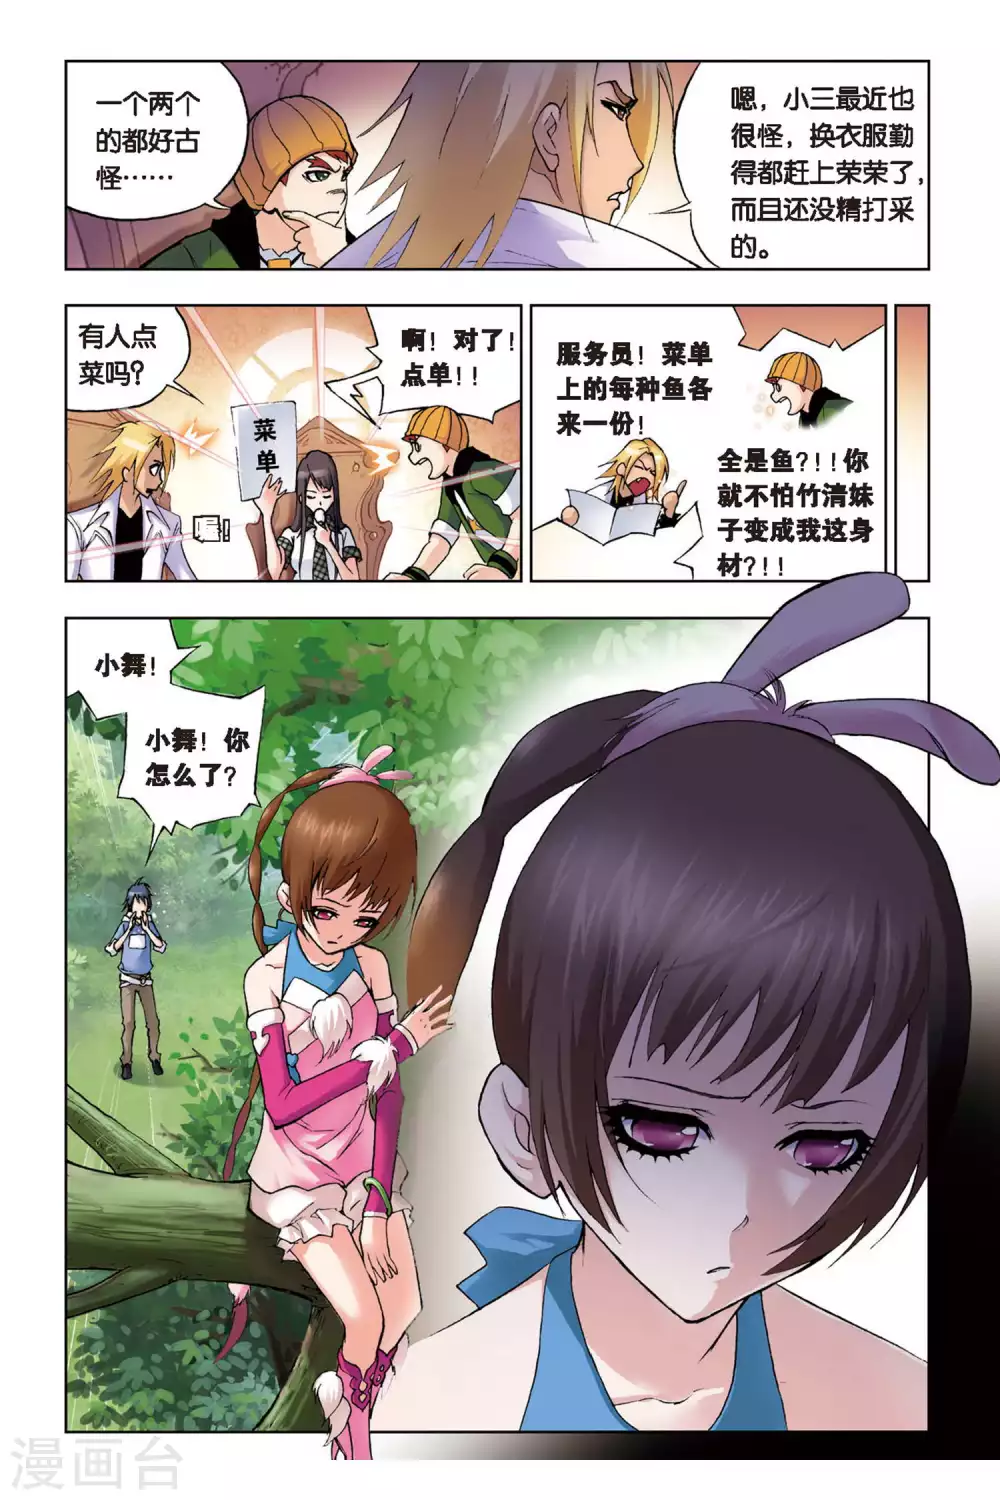 一个两个
的都好古
怪……
嗯，小三最近也
很怪，换衣服勤
得都赶上荣荣了，
而且还没精打采
的。
有人点
菜吗？
菜
单
啊！对了！
点单！！
喝！
服务员！菜单
上的每种鱼各
来一份！
全是鱼？！！你
就不怕竹清妹
子变成我这身
材？！！
小舞！
小舞！你
怎么了？
漫画台